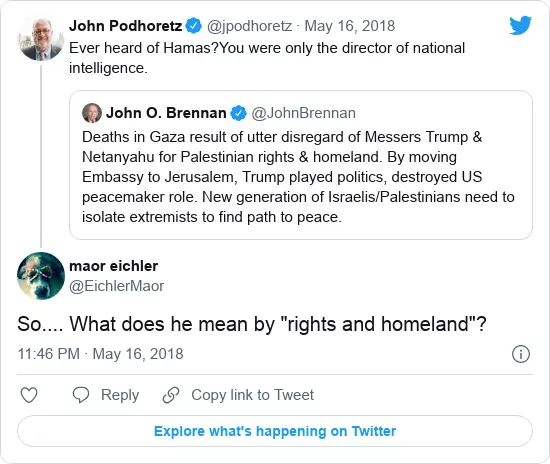 John Podhoretz @jpodhoretz · May 16, 2018
Ever heard of Hamas?You were only the director of national
intelligence.
John O. Brennan @JohnBrennan
Deaths in Gaza result of utter disregard of Messers Trump &
Netanyahu for Palestinian rights & homeland. By moving
Embassy to Jerusalem, Trump played politics, destroyed US
peacemaker role. New generation of Israelis/Palestinians need to
isolate extremists to find path to peace.
maor eichler
@EichlerMaor
So.... What does he mean by "rights and homeland"?
11:46 PM · May 16, 2018
Reply
Copy link to Tweet
Explore what's happening on Twitter